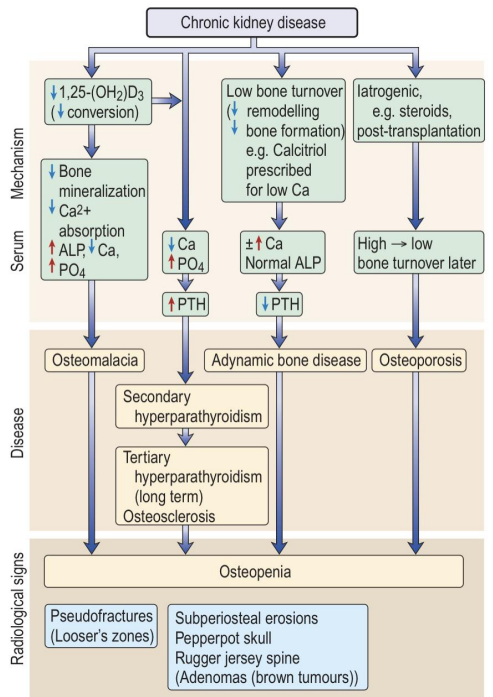 Chronic kidney disease
Mechanism
↓1,25-(OH₂)D₃
(↓ conversion)
Low bone turnover
(↓ remodelling
↓ bone formation)
e.g. Calcitriol
prescribed
for low Ca
Iatrogenic,
e.g. steroids,
post-transplantation
↓ Bone
mineralization
↓ Ca²⁺
absorption
↑ ALP, ↓ Ca,
↑ PO₄
Serum
↓ Ca
↑ PO₄
± ↑ Ca
Normal ALP
High → low
bone turnover later
↑ PTH
↓ PTH
Disease
Osteomalacia
Adynamic bone disease
Osteoporosis
Secondary
hyperparathyroidism
Tertiary
hyperparathyroidism
(long term)
Osteosclerosis
Radiological signs
Osteopenia
Pseudofractures
(Looser's zones)
Subperiosteal erosions
Pepperpot skull
Rugger jersey spine
(Adenomas (brown tumours))